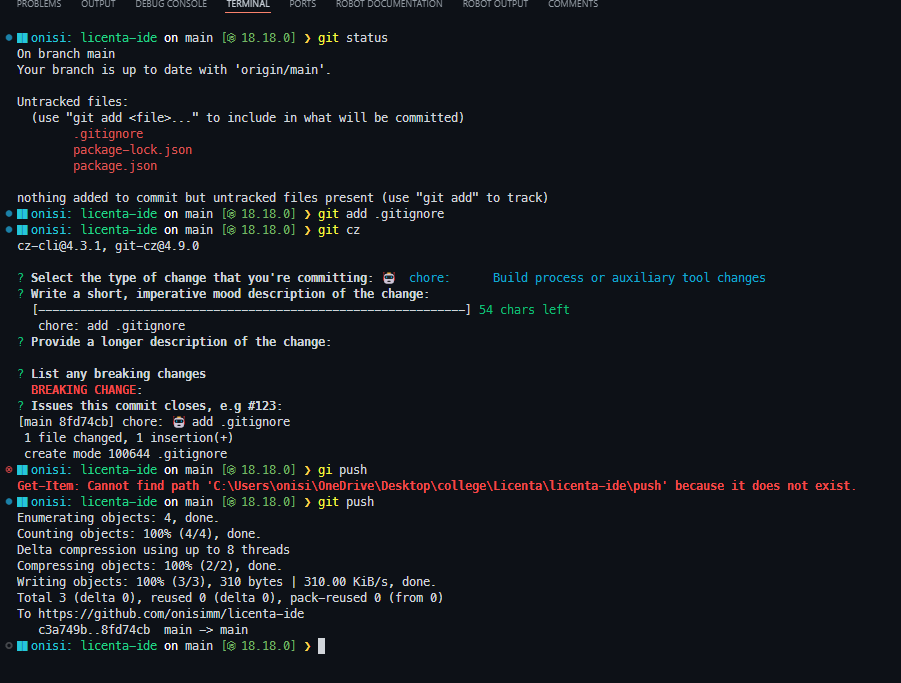 PROBLEMS OUTPUT DEBUG CONSOLE TERMINAL PORTS ROBOT DOCUMENTATION ROBOT OUTPUT COMMENTS
onisi: licenta-ide on main [ 18.18.0] ❯ git status
On branch main
Your branch is up to date with 'origin/main'.
Untracked files:
(use "git add <file>..." to include in what will be committed)
.gitignore
package-lock.json
package.json
nothing added to commit but untracked files present (use "git add" to track)
onisi: licenta-ide on main [ 18.18.0] ❯ git add .gitignore
onisi: licenta-ide on main [ 18.18.0] ❯ git cz
cz-cli@4.3.1, git-cz@4.9.0
? Select the type of change that you're committing: 🤖 chore: Build process or auxiliary tool changes
? Write a short, imperative mood description of the change:
[-------------------------------------------------------------] 54 chars left
chore: add .gitignore
? Provide a longer description of the change:
? List any breaking changes
BREAKING CHANGE:
? Issues this commit closes, e.g #123:
[main 8fd74cb] chore: 🤖 add .gitignore
1 file changed, 1 insertion(+)
create mode 100644 .gitignore
onisi: licenta-ide on main [ 18.18.0] ❯ gi push
Get-Item: Cannot find path 'C:\Users\onisi\OneDrive\Desktop\college\Licenta\licenta-ide\push' because it does not exist.
onisi: licenta-ide on main [ 18.18.0] ❯ git push
Enumerating objects: 4, done.
Counting objects: 100% (4/4), done.
Delta compression using up to 8 threads
Compressing objects: 100% (2/2), done.
Writing objects: 100% (3/3), 310 bytes | 310.00 KiB/s, done.
Total 3 (delta 0), reused 0 (delta 0), pack-reused 0 (from 0)
To https://github.com/onisimm/licenta-ide
c3a749b..8fd74cb main -> main
onisi: licenta-ide on main [ 18.18.0] ❯